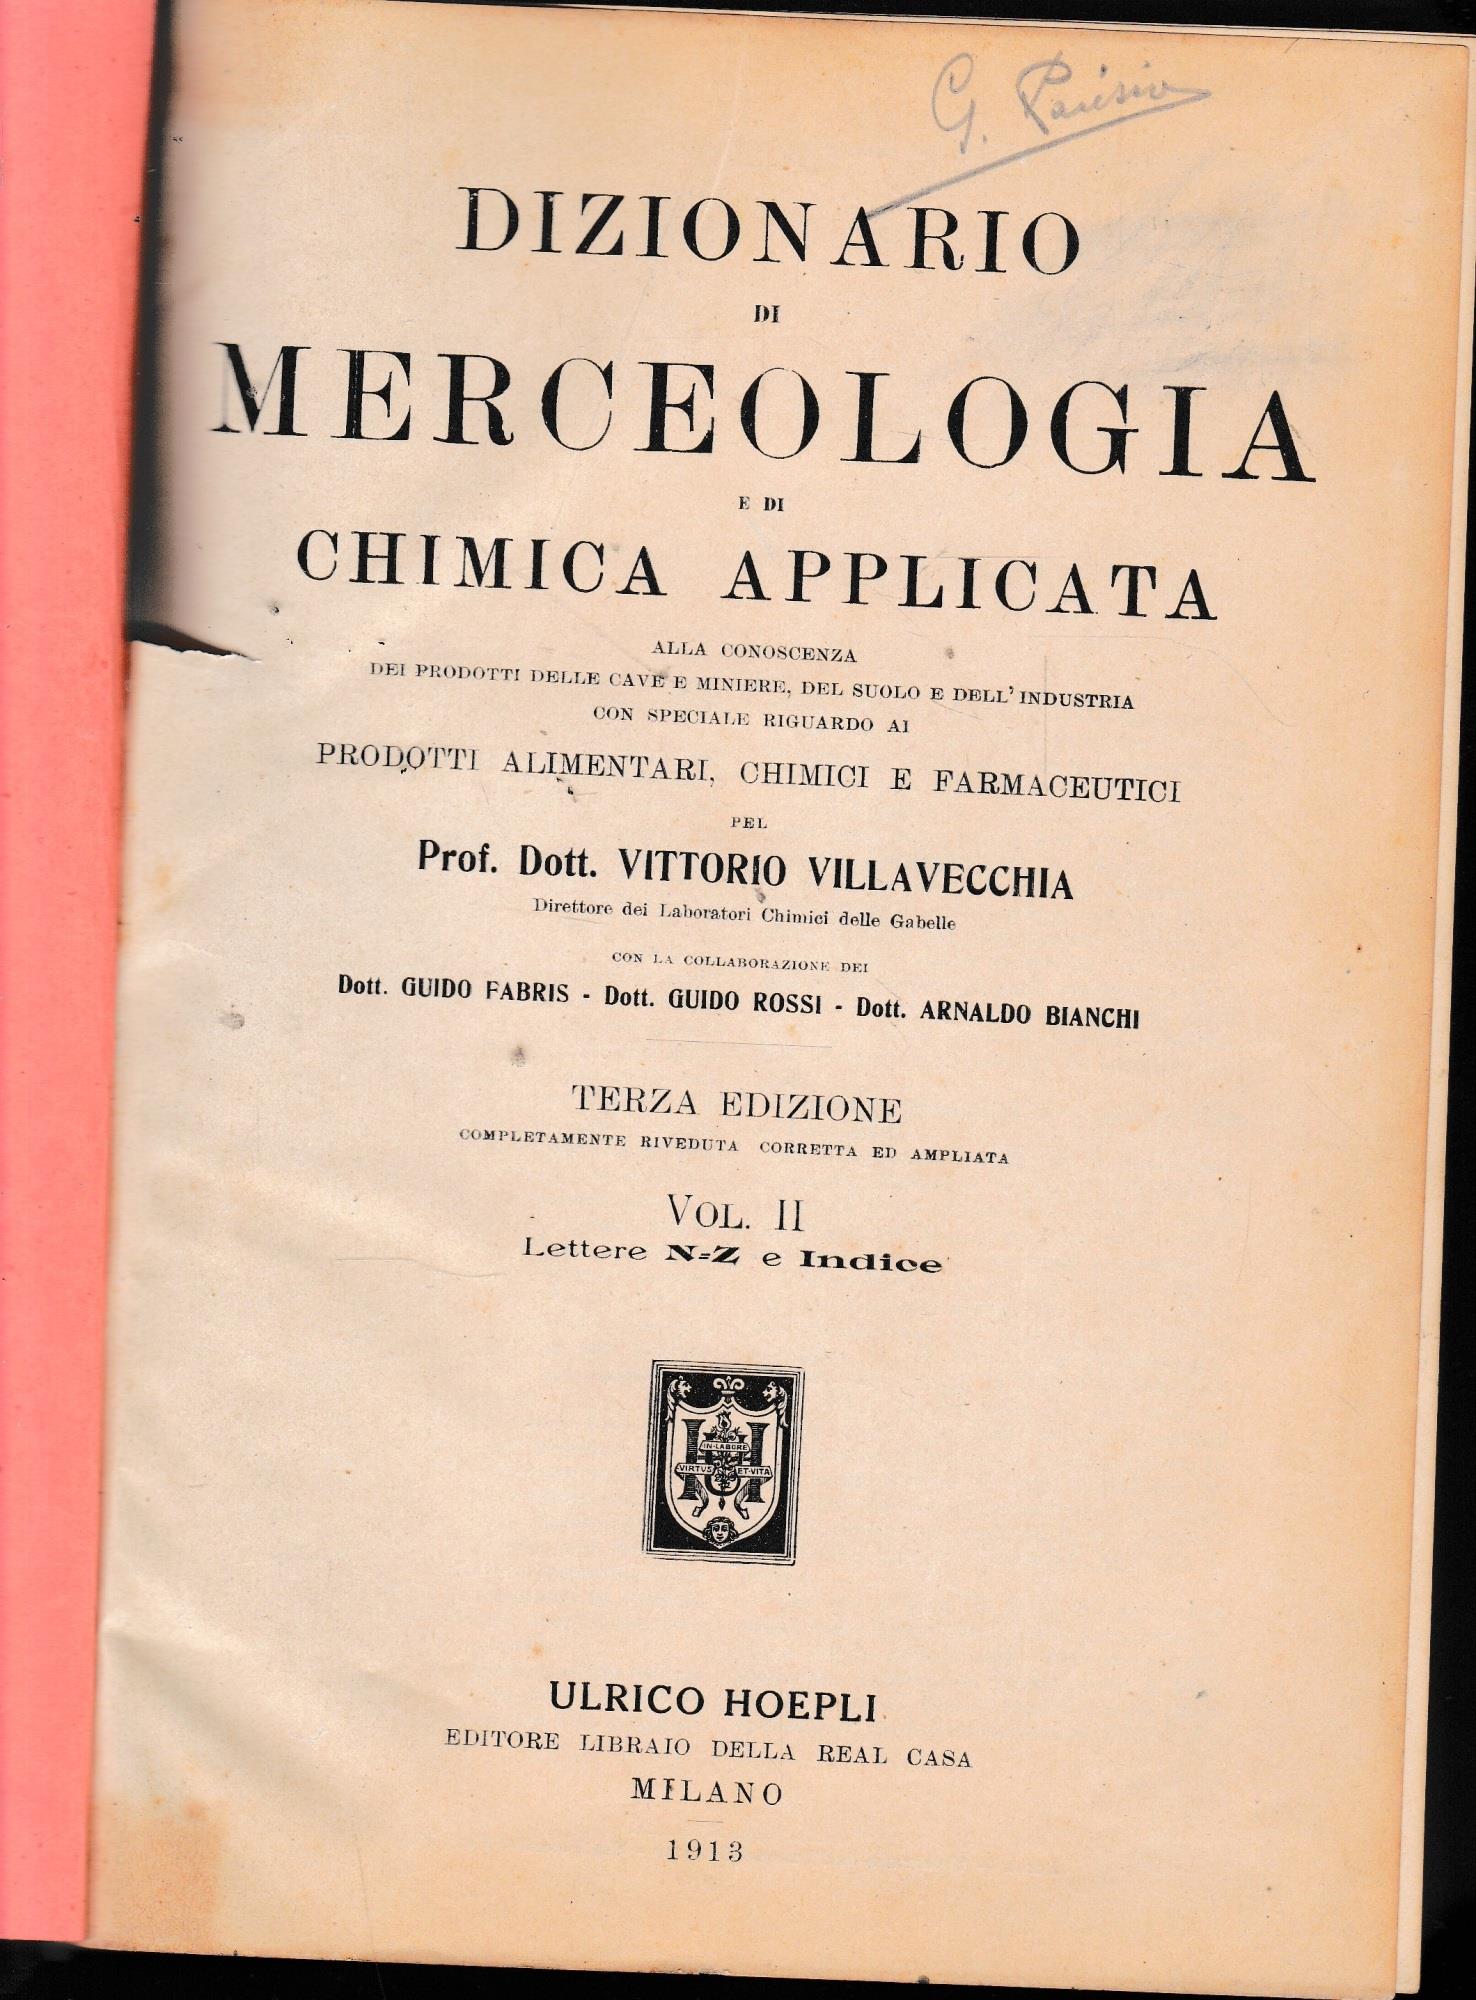 DIZIONARIO
DI
MERCEOLOGIA
E DI
CHIMICA APPLICATA
ALLA CONOSCENZA
DEI PRODOTTI DELLE CAVE E MINIERE, DEL SUOLO E DELL'INDUSTRIA
CON SPECIALE RIGUARDO AI
PRODOTTI ALIMENTARI, CHIMICI E FARMACEUTICI
PEL
Prof. Dott. VITTORIO VILLAVECCHIA
Direttore dei Laboratori Chimici delle Gabelle
CON LA COLLABORAZIONE DEI
Dott. GUIDO FABRIS - Dott. GUIDO ROSSI - Dott. ARNALDO BIANCHI
TERZA EDIZIONE
COMPLETAMENTE RIVEDUTA CORRETTA ED AMPLIATA
VOL. II
Lettere N=Z e Indice
IN·LABORE
VIRTUS ET·VITA
ULRICO HOEPLI
EDITORE LIBRAIO DELLA REAL CASA
MILANO
1913